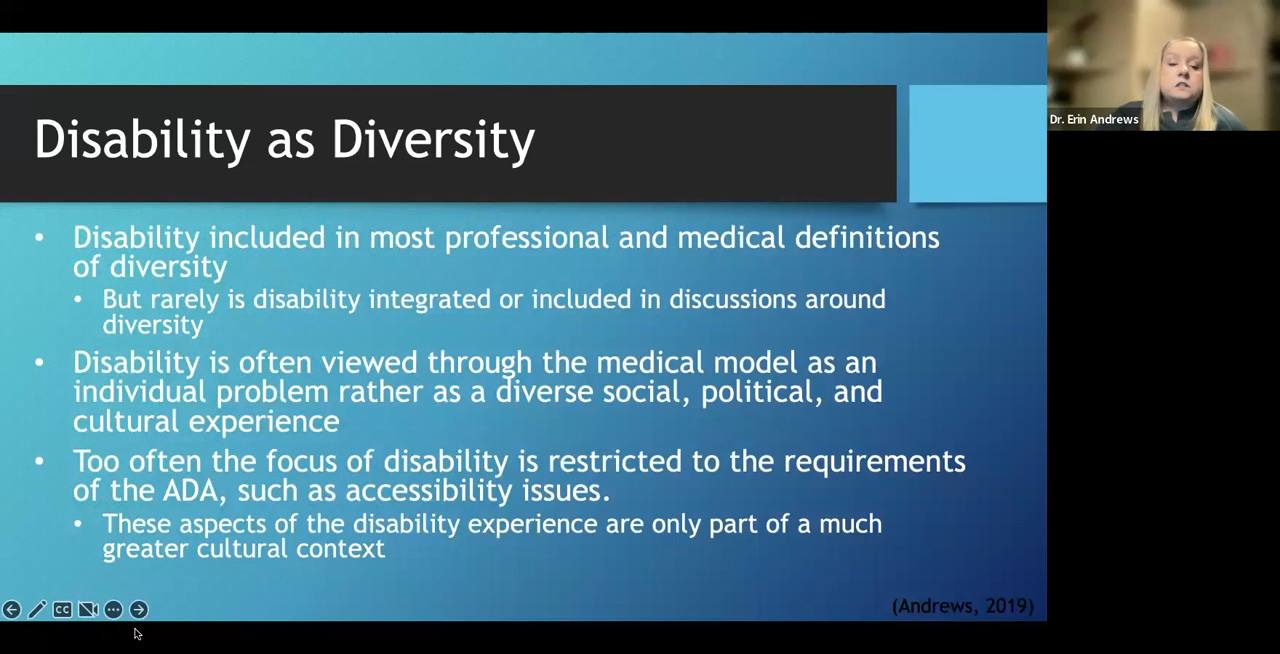 Disability as Diversity
Dr. Erin Andrews
• Disability included in most professional and medical definitions
of diversity
• But rarely is disability integrated or included in discussions around
diversity
• Disability is often viewed through the medical model as an
individual problem rather as a diverse social, political, and
cultural experience
• Too often the focus of disability is restricted to the requirements
of the ADA, such as accessibility issues.
• These aspects of the disability experience are only part of a much
greater cultural context
CC
(Andrews, 2019)